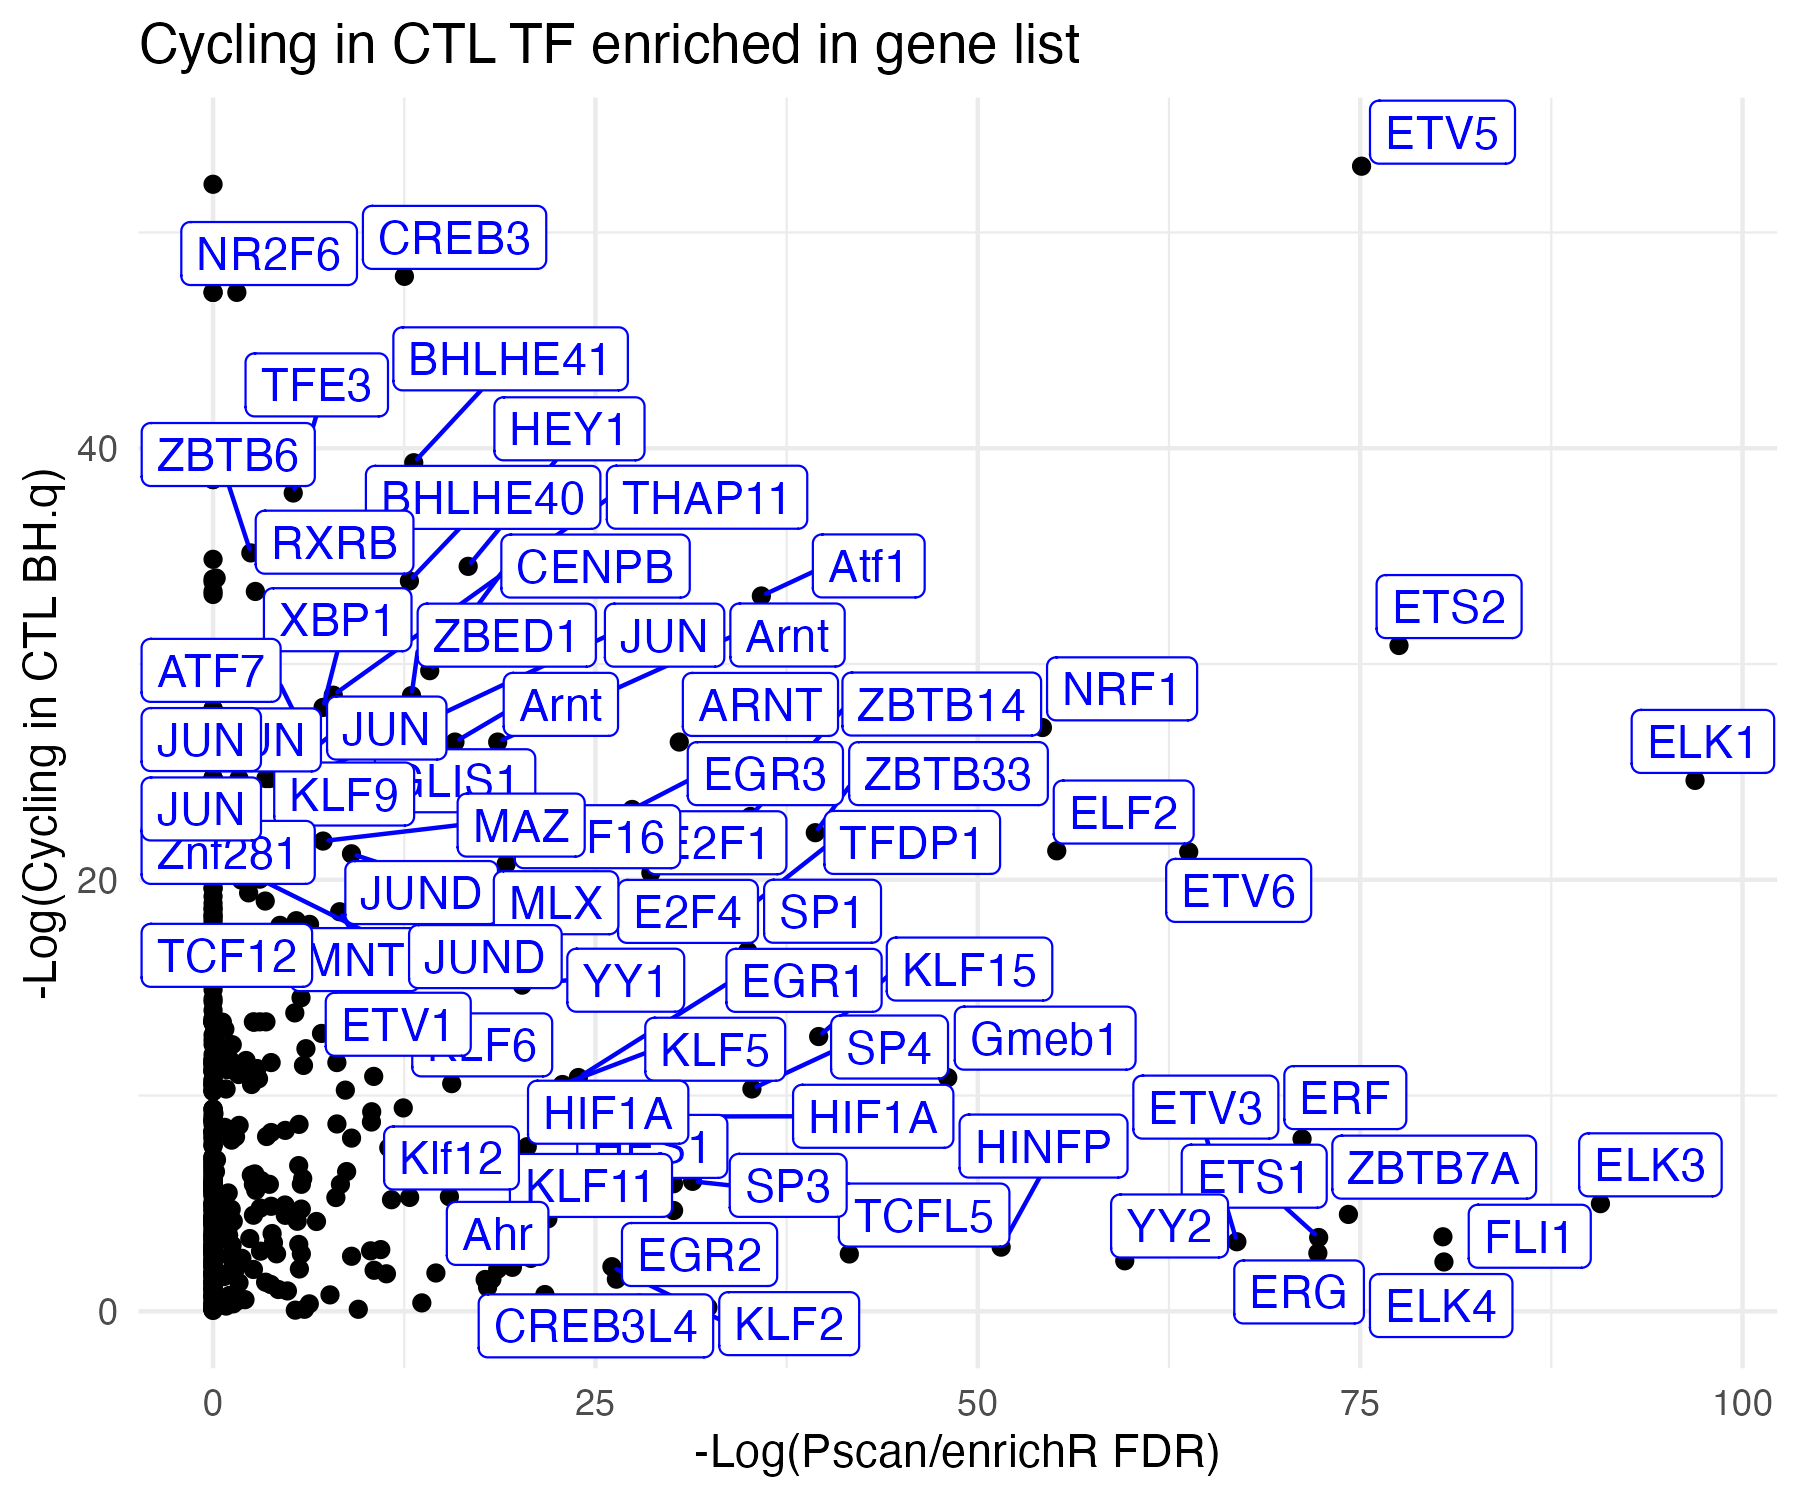 Cycling in CTL TF enriched in gene list
ETV5
NR2F6
CREB3
BHLHE41
TFE3
HEY1
ZBTB6
40
BHLHE40
THAP11
RXRB
CENPB
Atf1
XBP1
ZBED1
JUN
Arnt
ETS2
ATF7
Arnt
ARNT
ZBTB14
NRF1
JUN
JUN
ELK1
KLF9
GLIS1
EGR3
ZBTB33
JUN
MAZ
F16
E2F1
TFDP1
ELF2
Znf281
20
JUND
MLX
E2F4
SP1
ETV6
TCF12
MNT
JUND
YY1
EGR1
KLF15
ETV1
KLF6
KLF5
SP4
Gmeb1
HIF1A
HIF1A
ETV3
ERF
Klf12
HINFP
ETS1
ZBTB7A
ELK3
KLF11
SP3
TCFL5
YY2
Ahr
EGR2
FLI1
0
CREB3L4
KLF2
ERG
ELK4
0
25
50
75
100
-Log(Pscan/enrichR FDR)
-Log(Cycling in CTL BH.q)